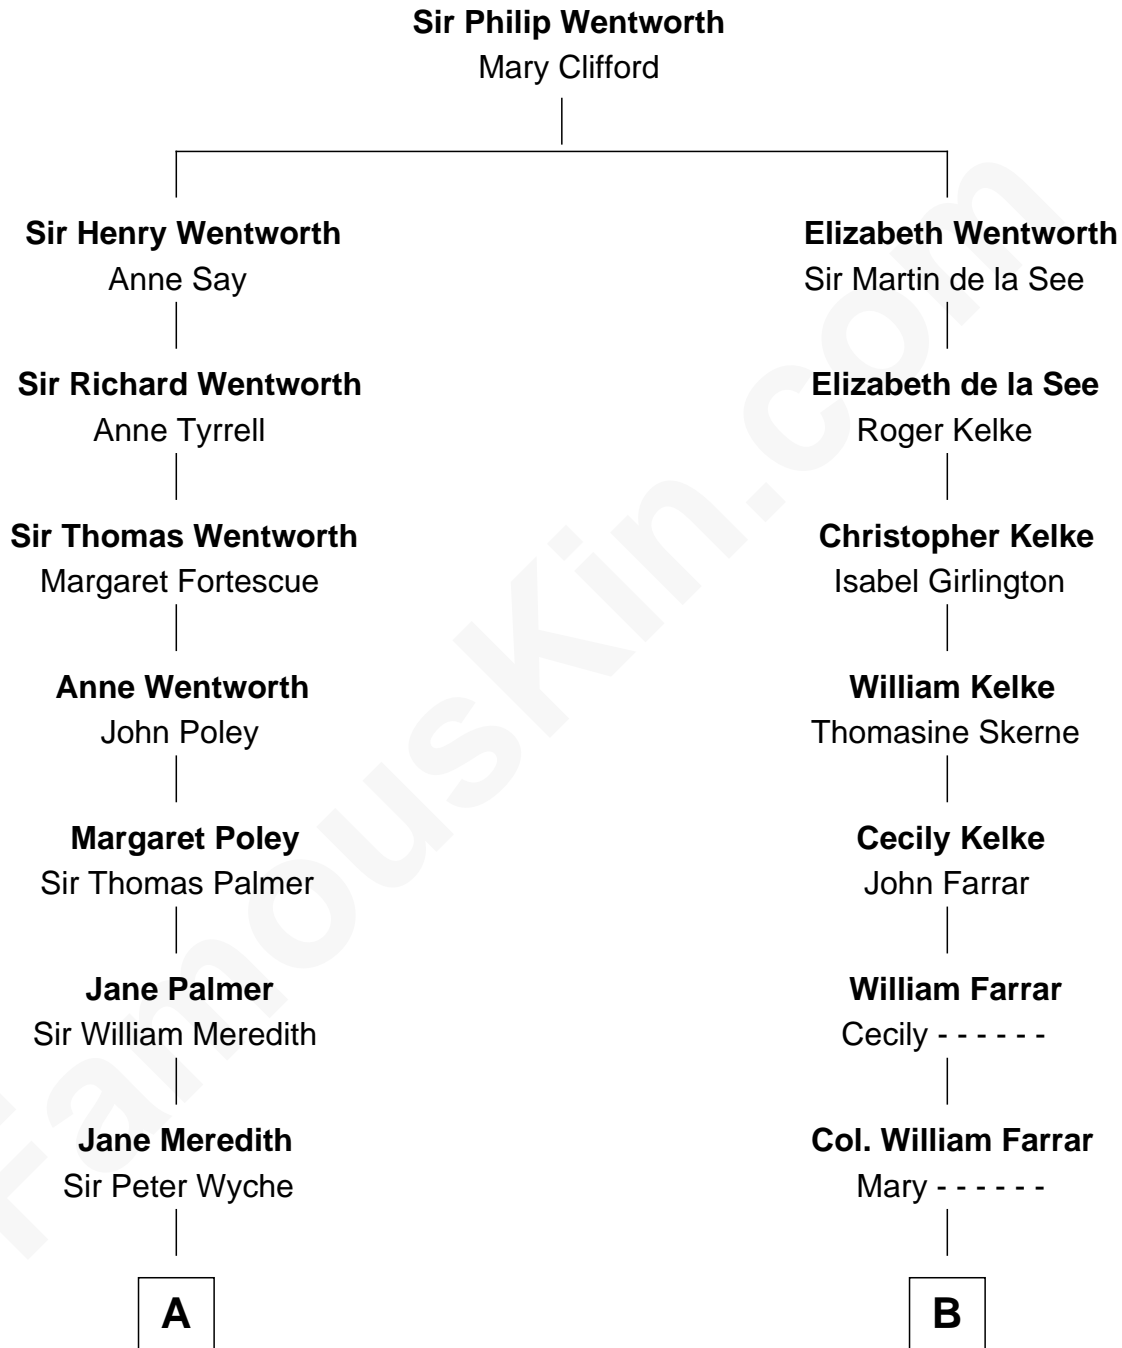 Sir Philip Wentworth
Mary Clifford
Sir Henry Wentworth
Anne Say
Sir Richard Wentworth
Anne Tyrrell
Sir Thomas Wentworth
Margaret Fortescue
Anne Wentworth
John Poley
Margaret Poley
Sir Thomas Palmer
Jane Palmer
Sir William Meredith
Jane Meredith
Sir Peter Wyche
A
Elizabeth Wentworth
Sir Martin de la See
Elizabeth de la See
Roger Kelke
Christopher Kelke
Isabel Girlington
William Kelke
Thomasine Skerne
Cecily Kelke
John Farrar
William Farrar
Cecily - - - - - -
Col. William Farrar
Mary - - - - - -
B
FamousKin.com